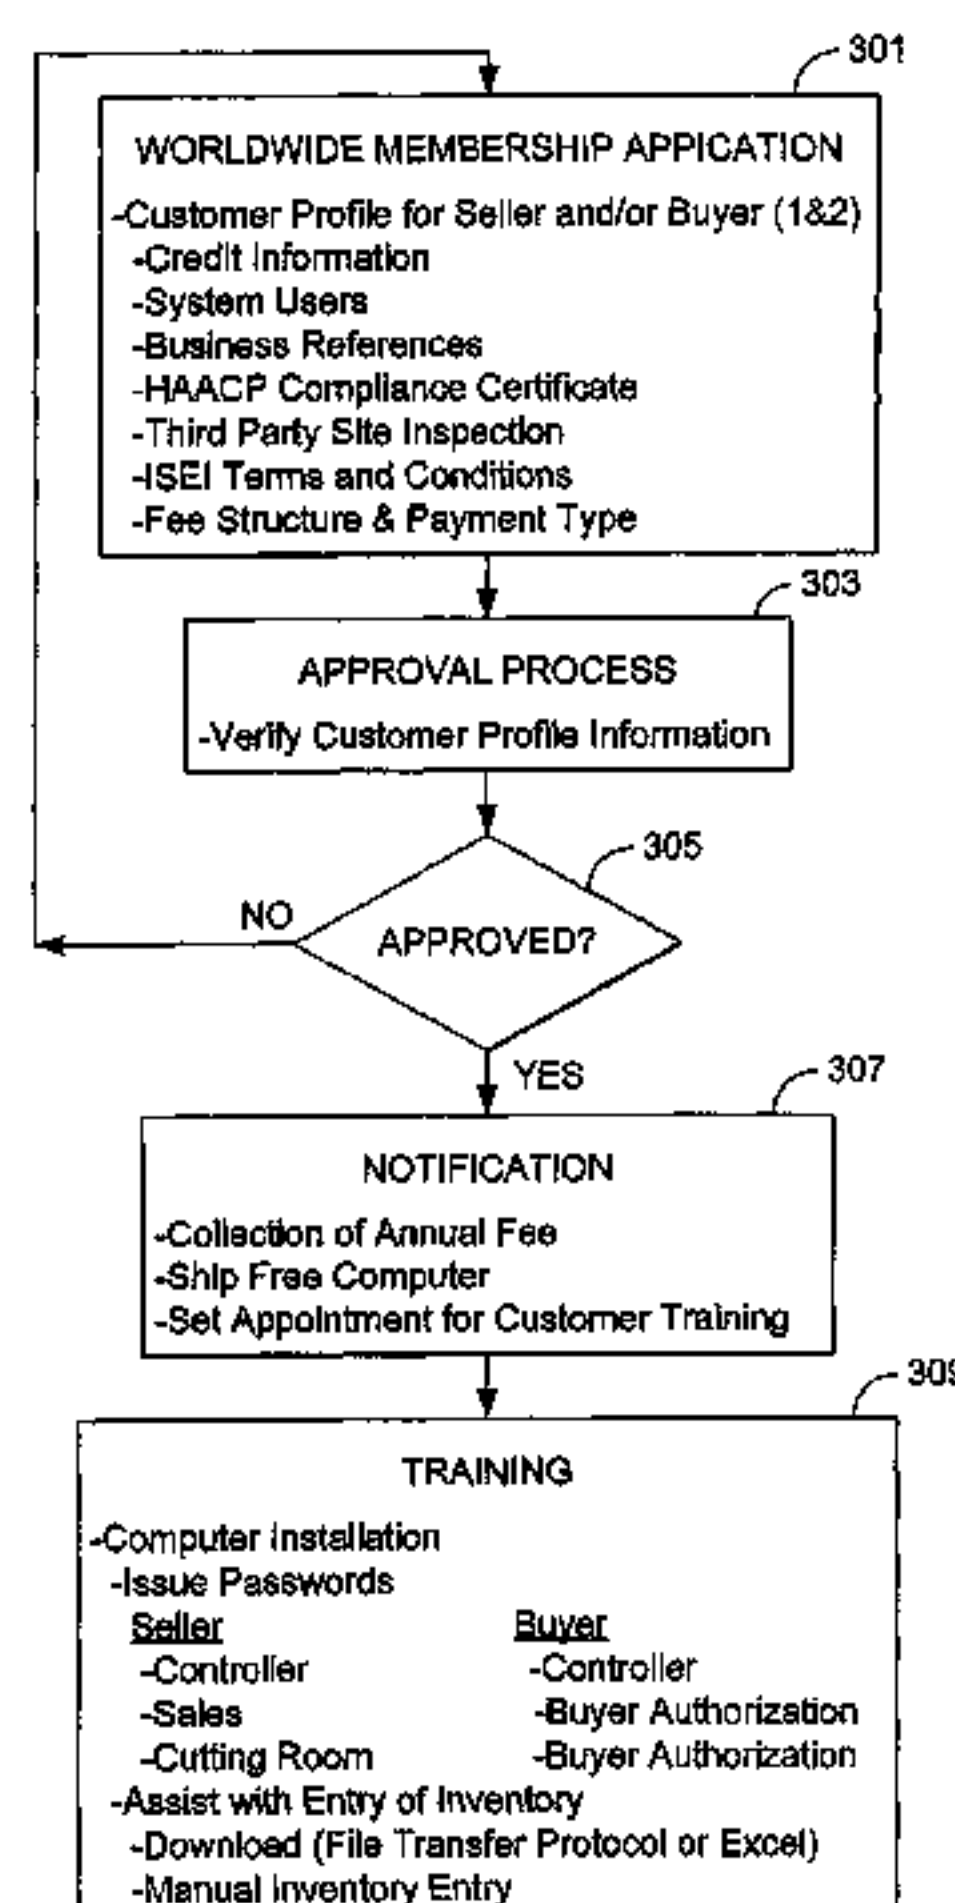 301
WORLDWIDE MEMBERSHIP APPICATION
-Customer Profile for Seller and/or Buyer (1&2)
-Credit Information
-System Users
-Business References
-HAACP Compliance Certificate
-Third Party Site Inspection
-ISEI Terms and Conditions
-Fee Structure & Payment Type
303
APPROVAL PROCESS
-Verify Customer Profile Information
305
NO
APPROVED?
YES
307
NOTIFICATION
-Collection of Annual Fee
-Ship Free Computer
-Set Appointment for Customer Training
309
TRAINING
-Computer Installation
-Issue Passwords
Seller Buyer
-Controller -Controller
-Sales -Buyer Authorization
-Cutting Room -Buyer Authorization
-Assist with Entry of Inventory
-Download (File Transfer Protocol or Excel)
-Manual Inventory Entry